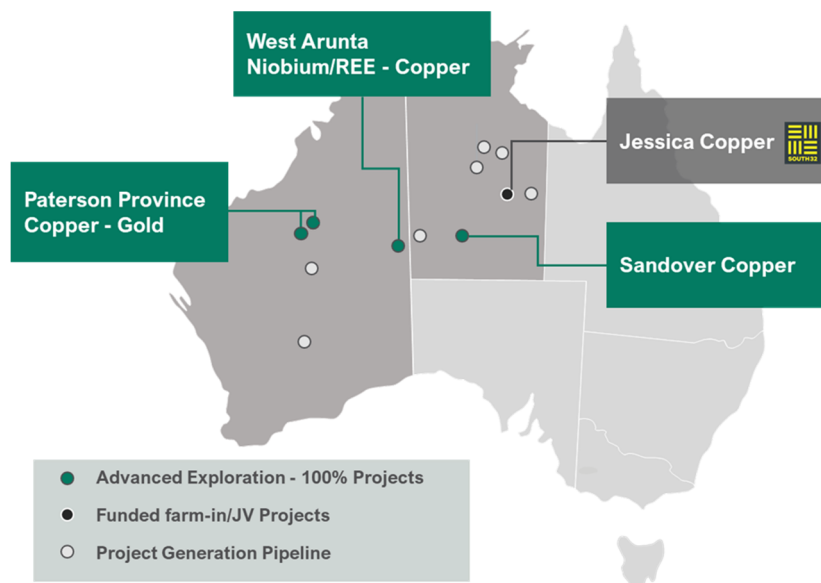 West Arunta
Niobium/REE - Copper
Jessica Copper
SOUTH32
Paterson Province
Copper - Gold
Sandover Copper
Advanced Exploration - 100% Projects
Funded farm-in/JV Projects
Project Generation Pipeline